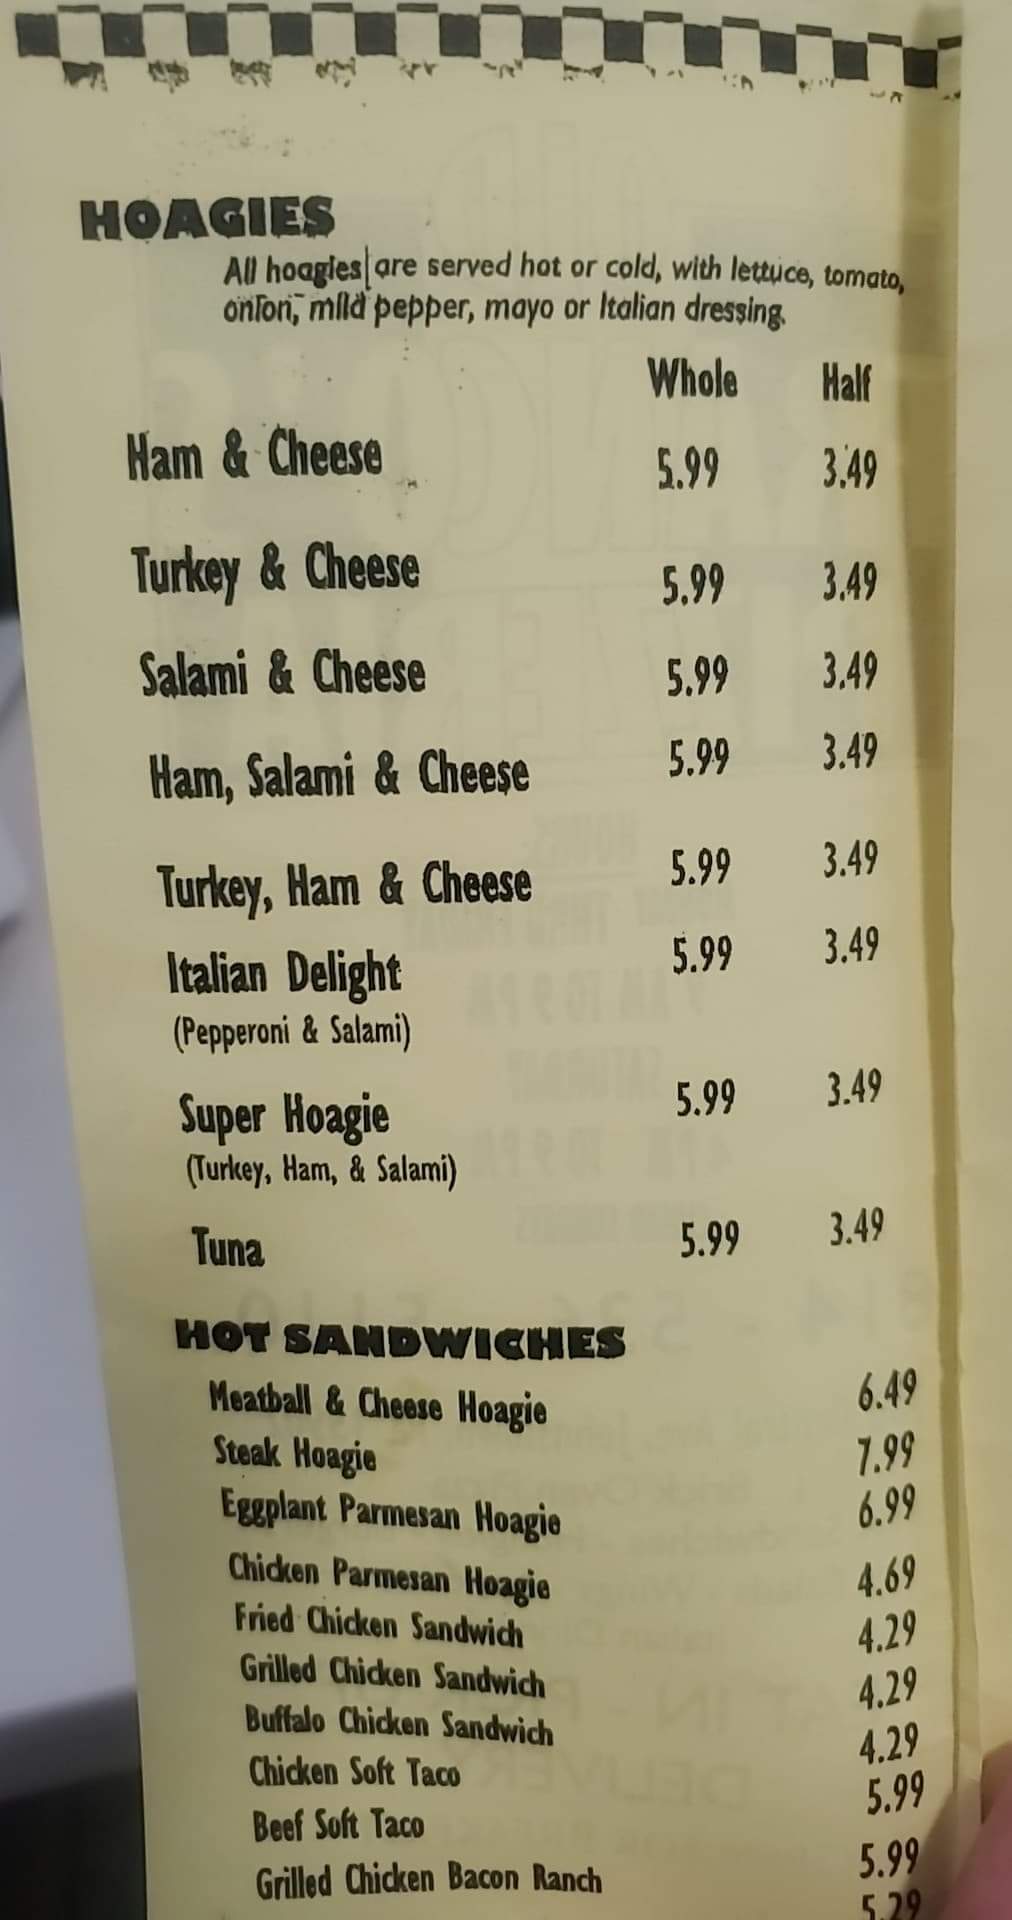 HOAGIES
All hoagies are served hot or cold, with lettuce, tomato,
onion, mild pepper, mayo or Italian dressing.
Whole Half
Ham & Cheese 5.99 3.49
Turkey & Cheese 5.99 3.49
Salami & Cheese 5.99 3.49
Ham, Salami & Cheese 5.99 3.49
Turkey, Ham & Cheese 5.99 3.49
Italian Delight 5.99 3.49
(Pepperoni & Salami)
Super Hoagie 5.99 3.49
(Turkey, Ham, & Salami)
Tuna 5.99 3.49
HOT SANDWICHES
Meatball & Cheese Hoagie 6.49
Steak Hoagie 7.99
Eggplant Parmesan Hoagie 6.99
Chicken Parmesan Hoagie 4.69
Fried Chicken Sandwich 4.29
Grilled Chicken Sandwich 4.29
Buffalo Chicken Sandwich 4.29
Chicken Soft Taco 5.99
Beef Soft Taco 5.99
Grilled Chicken Bacon Ranch 5.29